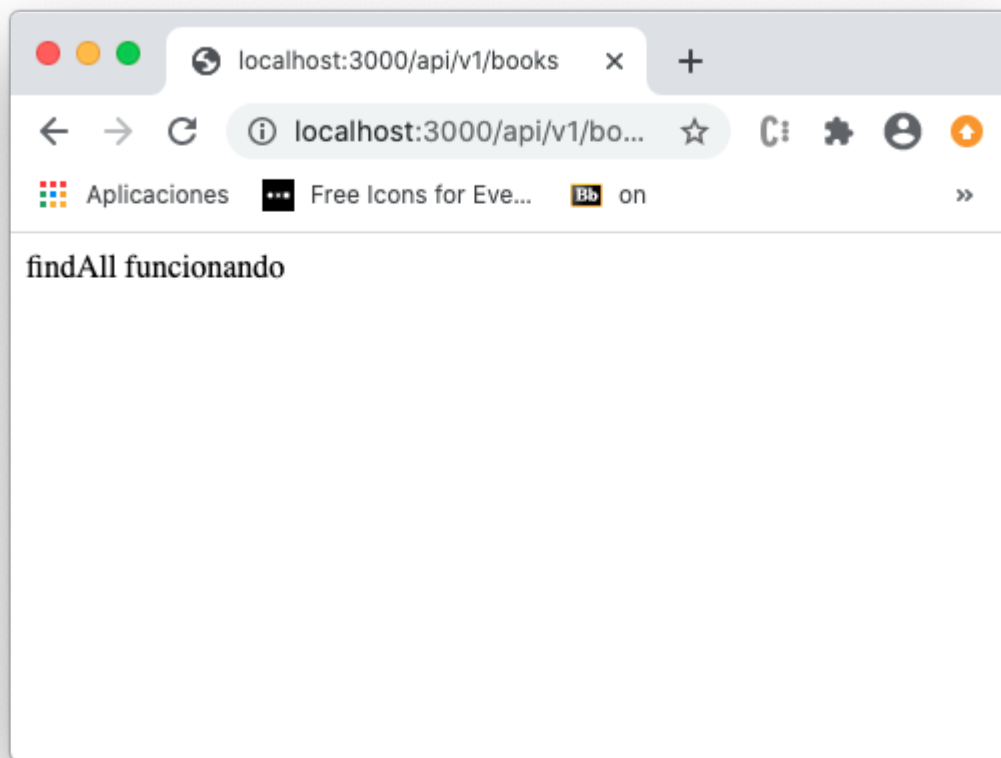 localhost:3000/api/v1/books
localhost:3000/api/v1/bo...
Aplicaciones Free Icons for Eve... Bb on
findAll funcionando